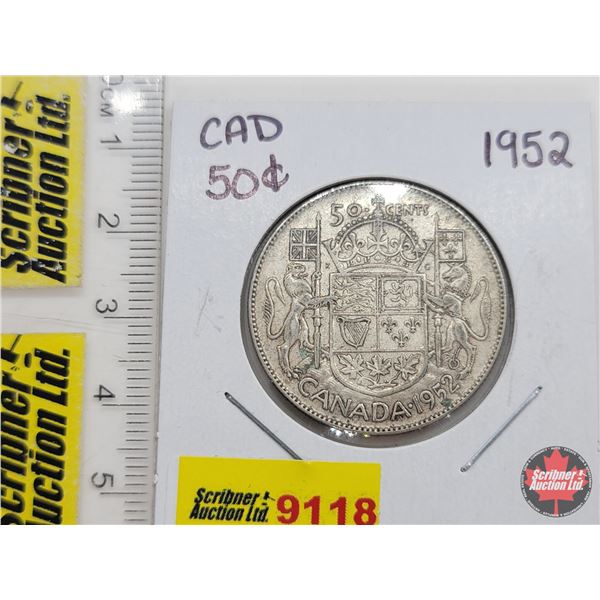 CAD
50¢
1952
50 CENTS
K G
CANADA·1952
0 CM 1 2 3 4 5
Scribner
Auction Ltd.
Scribner
Auction Ltd.
Scribner
Auction Ltd. 9118
Scribner
Auction Ltd.